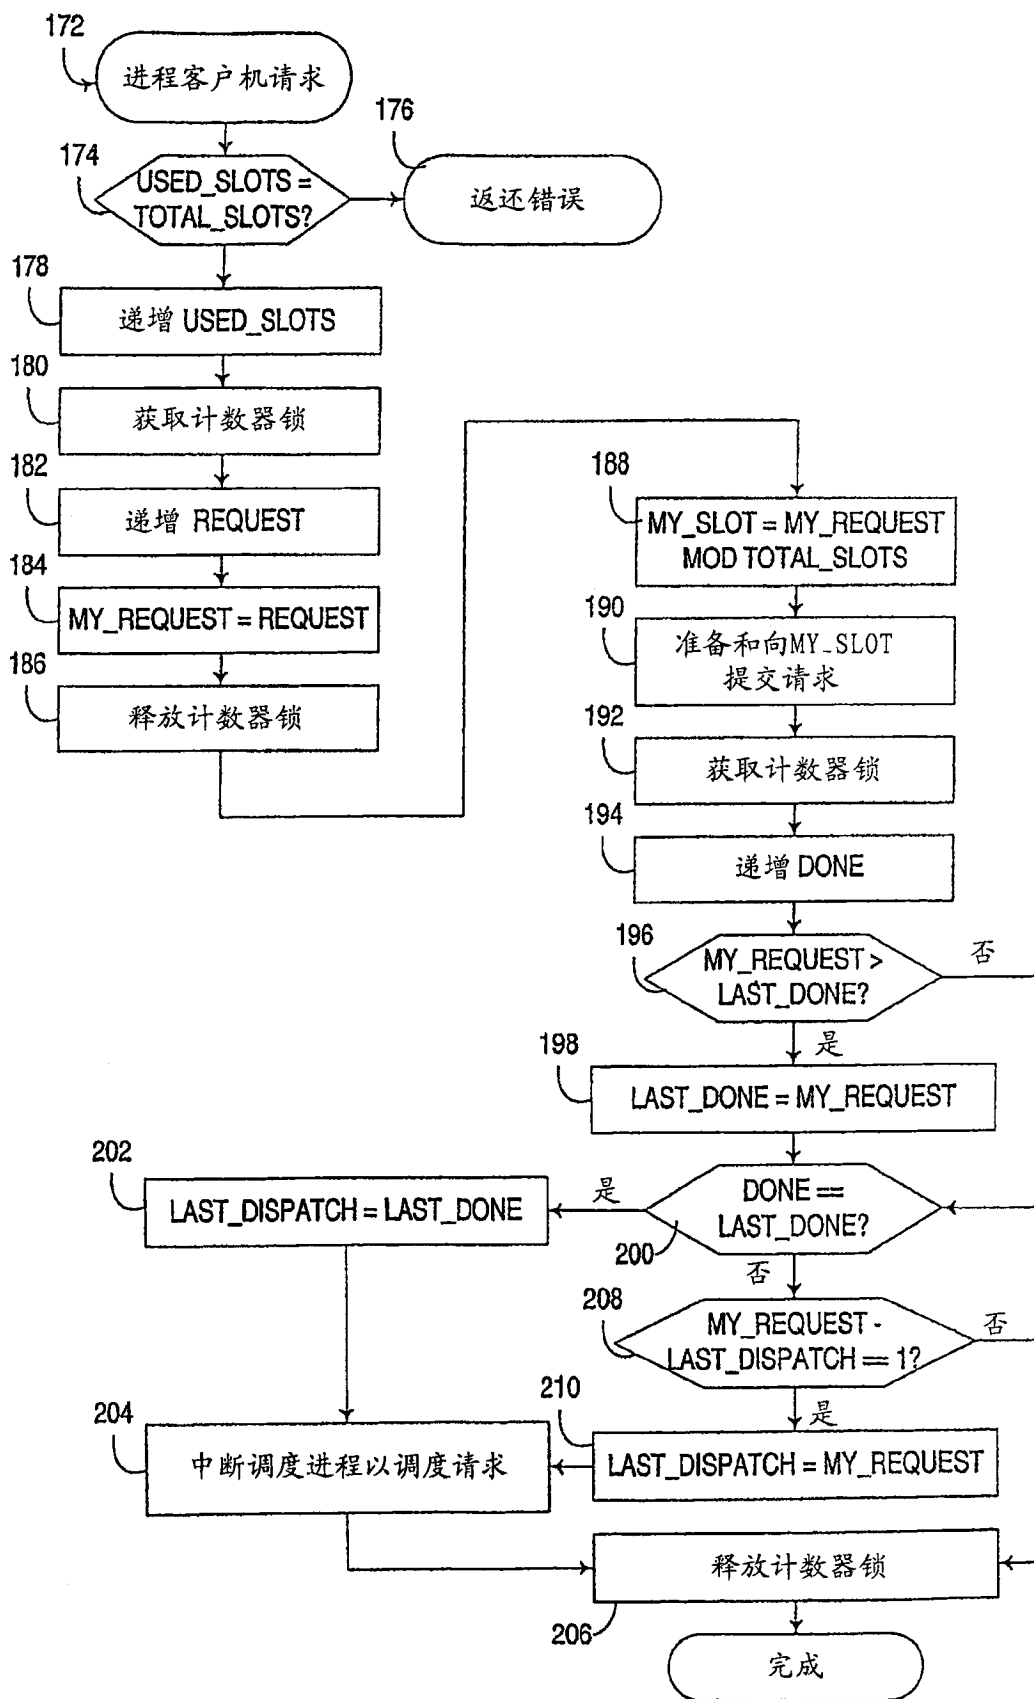 172
进程客户机请求
174
USED_SLOTS =
TOTAL_SLOTS?
176
返还错误
178
递增 USED_SLOTS
180
获取计数器锁
182
递增 REQUEST
184
MY_REQUEST = REQUEST
186
释放计数器锁
188
MY_SLOT = MY_REQUEST
MOD TOTAL_SLOTS
190
准备和向MY_SLOT
提交请求
192
获取计数器锁
194
递增 DONE
196
MY_REQUEST >
LAST_DONE?
否
是
198
LAST_DONE = MY_REQUEST
200
DONE ==
LAST_DONE?
是
否
202
LAST_DISPATCH = LAST_DONE
208
MY_REQUEST -
LAST_DISPATCH == 1?
否
是
210
LAST_DISPATCH = MY_REQUEST
204
中断调度进程以调度请求
释放计数器锁
206
完成